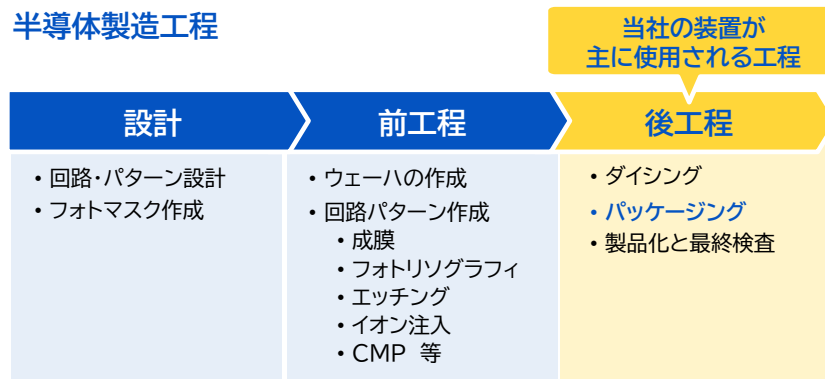 半導体製造工程
当社の装置が
主に使用される工程
設計
前工程
後工程
・回路・パターン設計
・フォトマスク作成
・ウェーハの作成
・回路パターン作成
・成膜
・フォトリソグラフィ
・エッチング
・イオン注入
・CMP 等
・ダイシング
・パッケージング
・製品化と最終検査